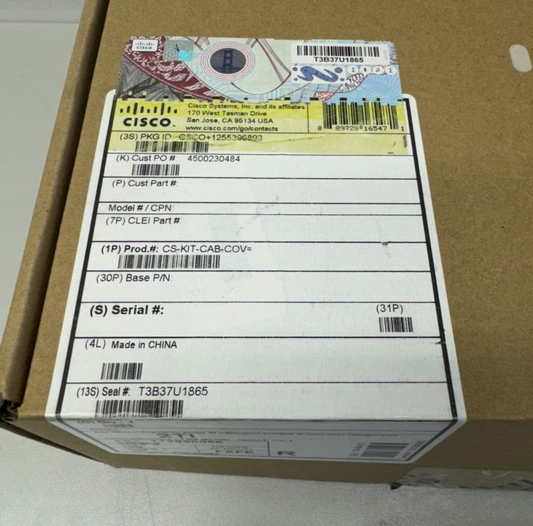 CISCO
T3B37U1865
CISCO
Cisco Systems, Inc. and its affiliates
170 West Tasman Drive
San Jose, CA 95134 USA
www.cisco.com/go/contacts
(3S) PKG ID: CSCO+1255396893
(K) Cust PO #: 4500230484
(P) Cust Part #:
Model # / CPN:
(7P) CLEI Part #:
(1P) Prod.#: CS-KIT-CAB-COV=
(30P) Base P/N:
(S) Serial #:
(31P)
(4L) Made in CHINA
(13S) Seal #: T3B37U1865